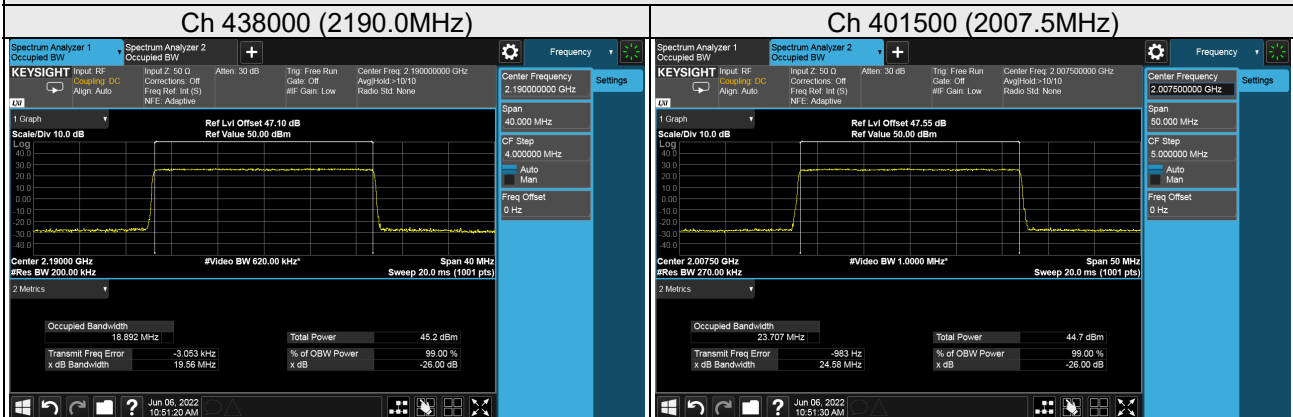 Ch 438000 (2190.0MHz)
Spectrum Analyzer 1
Occupied BW
Spectrum Analyzer 2
Occupied BW
+
Frequency
KEYSIGHT
LXI
Input: RF
Coupling: DC
Align: Auto
Input Z: 50 Ω
Corrections: Off
Freq Ref: Int (S)
NFE: Adaptive
Atten: 30 dB
Trig: Free Run
Gate: Off
#IF Gain: Low
Center Freq: 2.190000000 GHz
Avg|Hold:>10/10
Radio Std: None
Center Frequency
2.190000000 GHz
Settings
Span
40.000 MHz
CF Step
4.000000 MHz
Auto
Man
Freq Offset
0 Hz
1 Graph
Scale/Div 10.0 dB
Ref Lvl Offset 47.10 dB
Ref Value 50.00 dBm
Log
40.0
30.0
20.0
10.0
0.00
-10.0
-20.0
-30.0
-40.0
Center 2.19000 GHz
#Res BW 200.00 kHz
#Video BW 620.00 kHz*
Span 40 MHz
Sweep 20.0 ms (1001 pts)
2 Metrics
Occupied Bandwidth
18.892 MHz
Transmit Freq Error -3.053 kHz
x dB Bandwidth 19.56 MHz
Total Power 45.2 dBm
% of OBW Power 99.00 %
x dB -26.00 dB
?
Jun 06, 2022
10:51:20 AM
Ch 401500 (2007.5MHz)
Spectrum Analyzer 1
Occupied BW
Spectrum Analyzer 2
Occupied BW
+
Frequency
KEYSIGHT
LXI
Input: RF
Coupling: DC
Align: Auto
Input Z: 50 Ω
Corrections: Off
Freq Ref: Int (S)
NFE: Adaptive
Atten: 30 dB
Trig: Free Run
Gate: Off
#IF Gain: Low
Center Freq: 2.007500000 GHz
Avg|Hold:>10/10
Radio Std: None
Center Frequency
2.007500000 GHz
Settings
Span
50.000 MHz
CF Step
5.000000 MHz
Auto
Man
Freq Offset
0 Hz
1 Graph
Scale/Div 10.0 dB
Ref Lvl Offset 47.55 dB
Ref Value 50.00 dBm
Log
40.0
30.0
20.0
10.0
0.00
-10.0
-20.0
-30.0
-40.0
Center 2.00750 GHz
#Res BW 270.00 kHz
#Video BW 1.0000 MHz*
Span 50 MHz
Sweep 20.0 ms (1001 pts)
2 Metrics
Occupied Bandwidth
23.707 MHz
Transmit Freq Error -983 Hz
x dB Bandwidth 24.58 MHz
Total Power 44.7 dBm
% of OBW Power 99.00 %
x dB -26.00 dB
?
Jun 06, 2022
10:51:30 AM